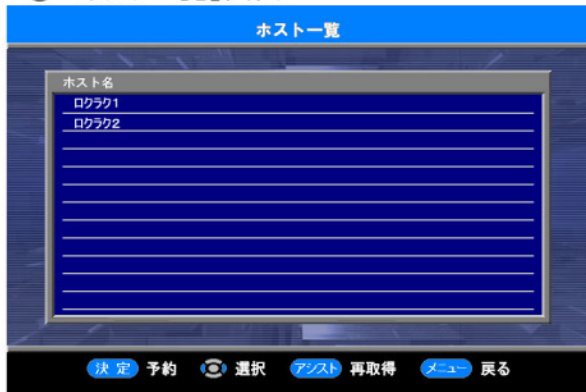 ホスト一覧
ホスト名
ロクラク1
ロクラク2
決定 予約 選択 アシスト 再取得 メニュー 戻る